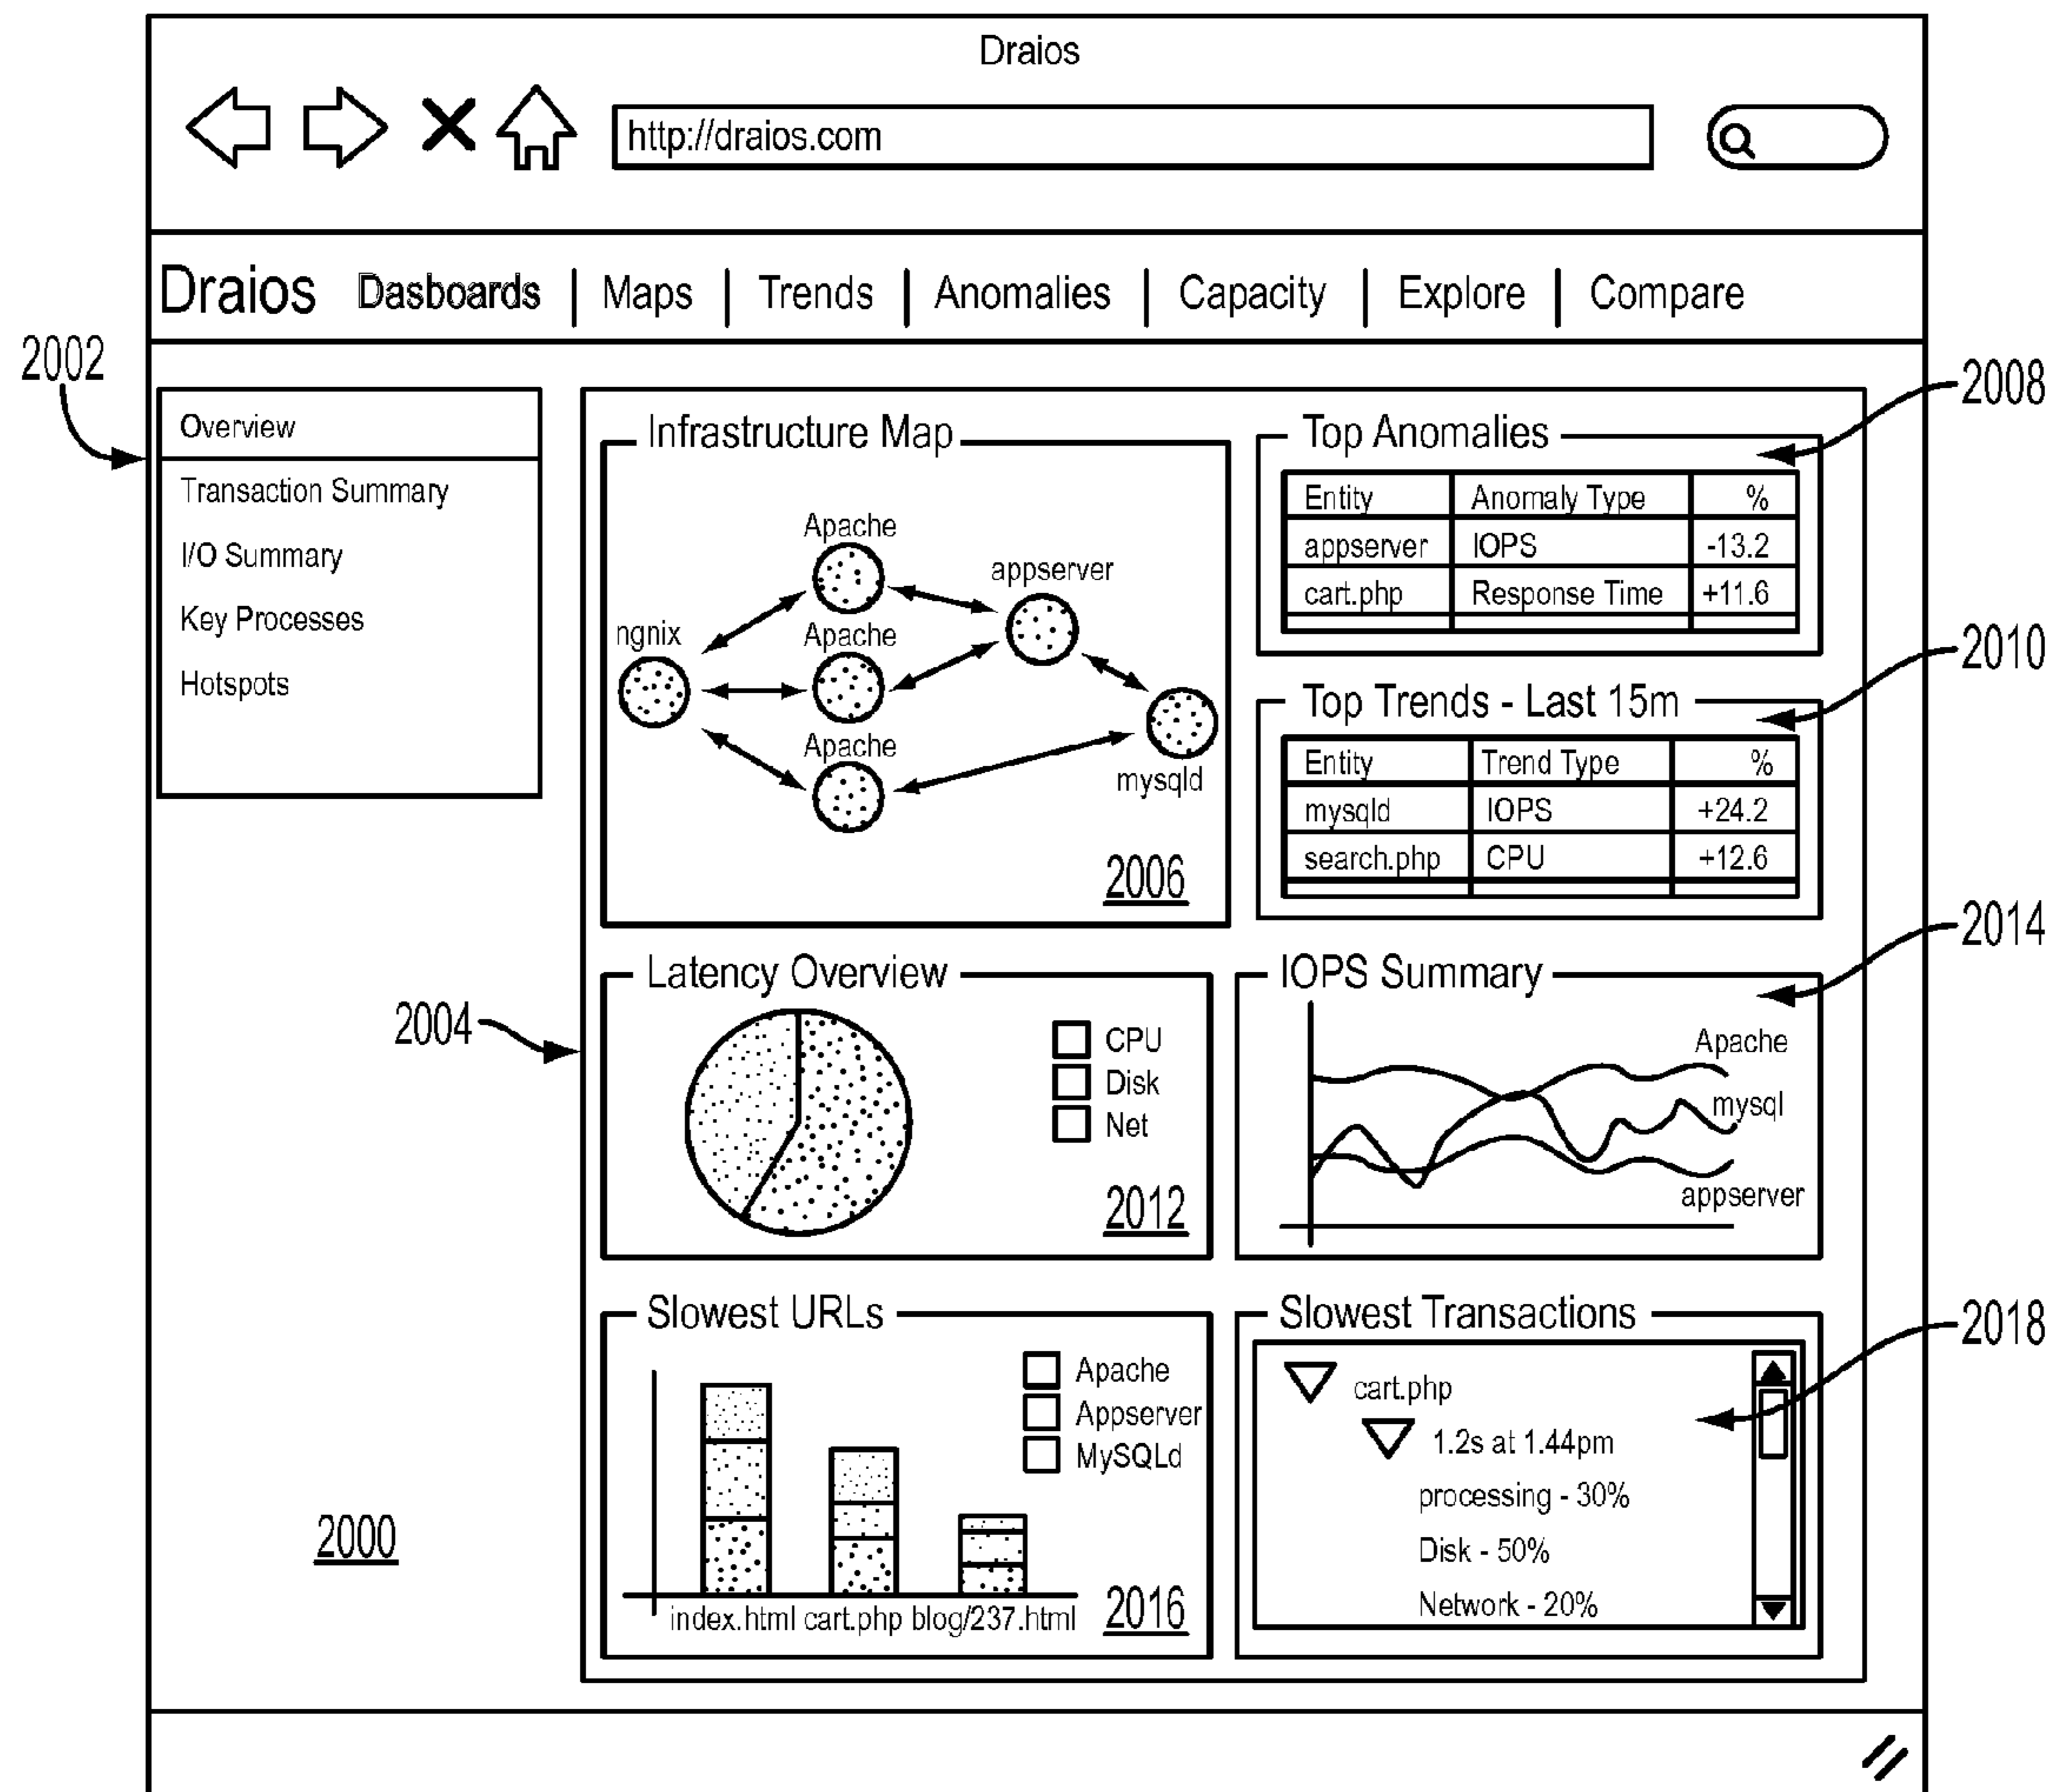 Draios
http://draios.com
Draios Dasboards | Maps | Trends | Anomalies | Capacity | Explore | Compare
2002
Overview
Transaction Summary
I/O Summary
Key Processes
Hotspots
2004
2000
Infrastructure Map
Apache
appserver
ngnix
Apache
Apache
mysqld
2006
Top Anomalies
2008
Entity Anomaly Type %
appserver IOPS -13.2
cart.php Response Time +11.6
2010
Top Trends - Last 15m
Entity Trend Type %
mysqld IOPS +24.2
search.php CPU +12.6
Latency Overview
CPU
Disk
Net
2012
2014
IOPS Summary
Apache
mysql
appserver
Slowest URLs
Apache
Appserver
MySQLd
index.html cart.php blog/237.html
2016
Slowest Transactions
2018
cart.php
1.2s at 1.44pm
processing - 30%
Disk - 50%
Network - 20%